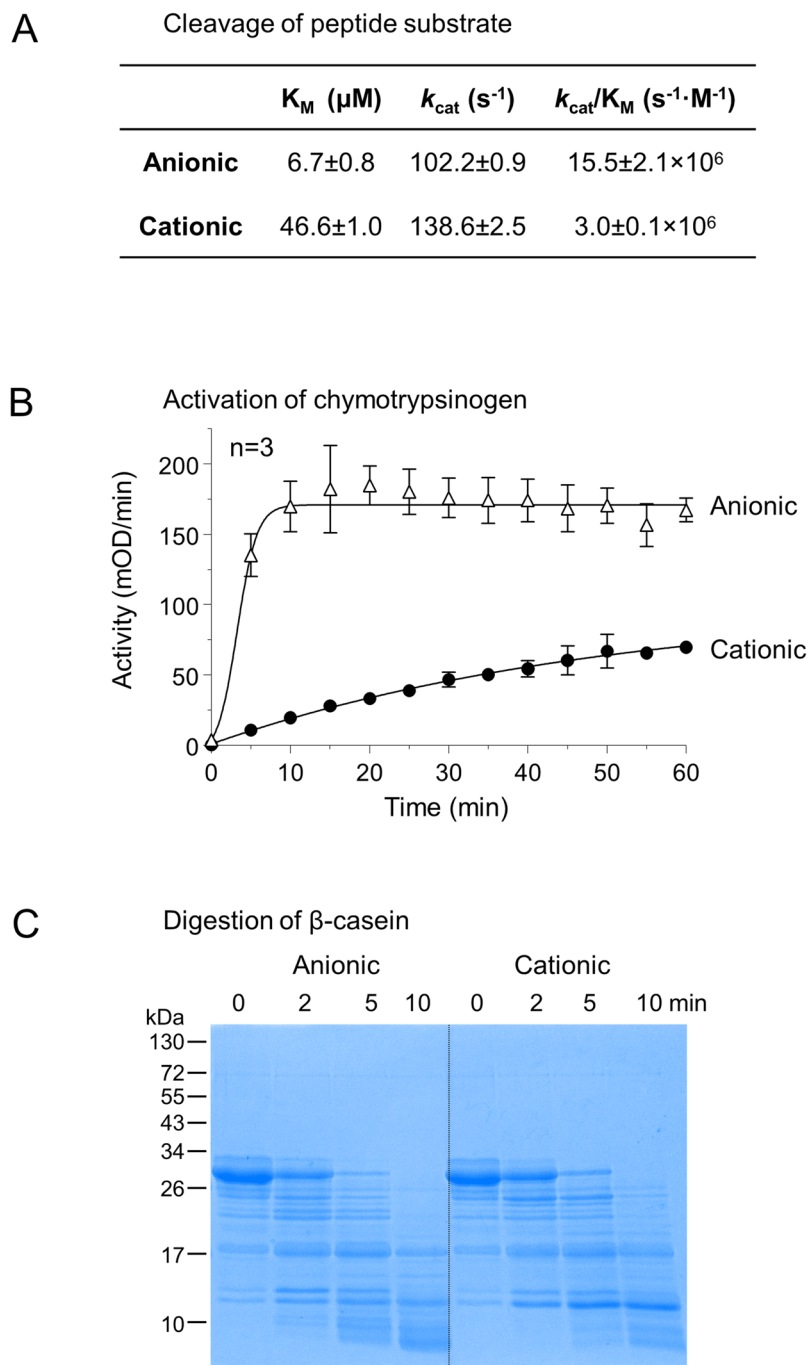 A Cleavage of peptide substrate
K_M (μM) k_cat (s⁻¹) k_cat/K_M (s⁻¹·M⁻¹)
Anionic 6.7±0.8 102.2±0.9 15.5±2.1×10⁶
Cationic 46.6±1.0 138.6±2.5 3.0±0.1×10⁶
B Activation of chymotrypsinogen
n=3
Activity (mOD/min)
200
150
100
50
0
Anionic
Cationic
0 10 20 30 40 50 60
Time (min)
C Digestion of β-casein
Anionic Cationic
0 2 5 10 0 2 5 10 min
kDa
130
72
55
43
34
26
17
10